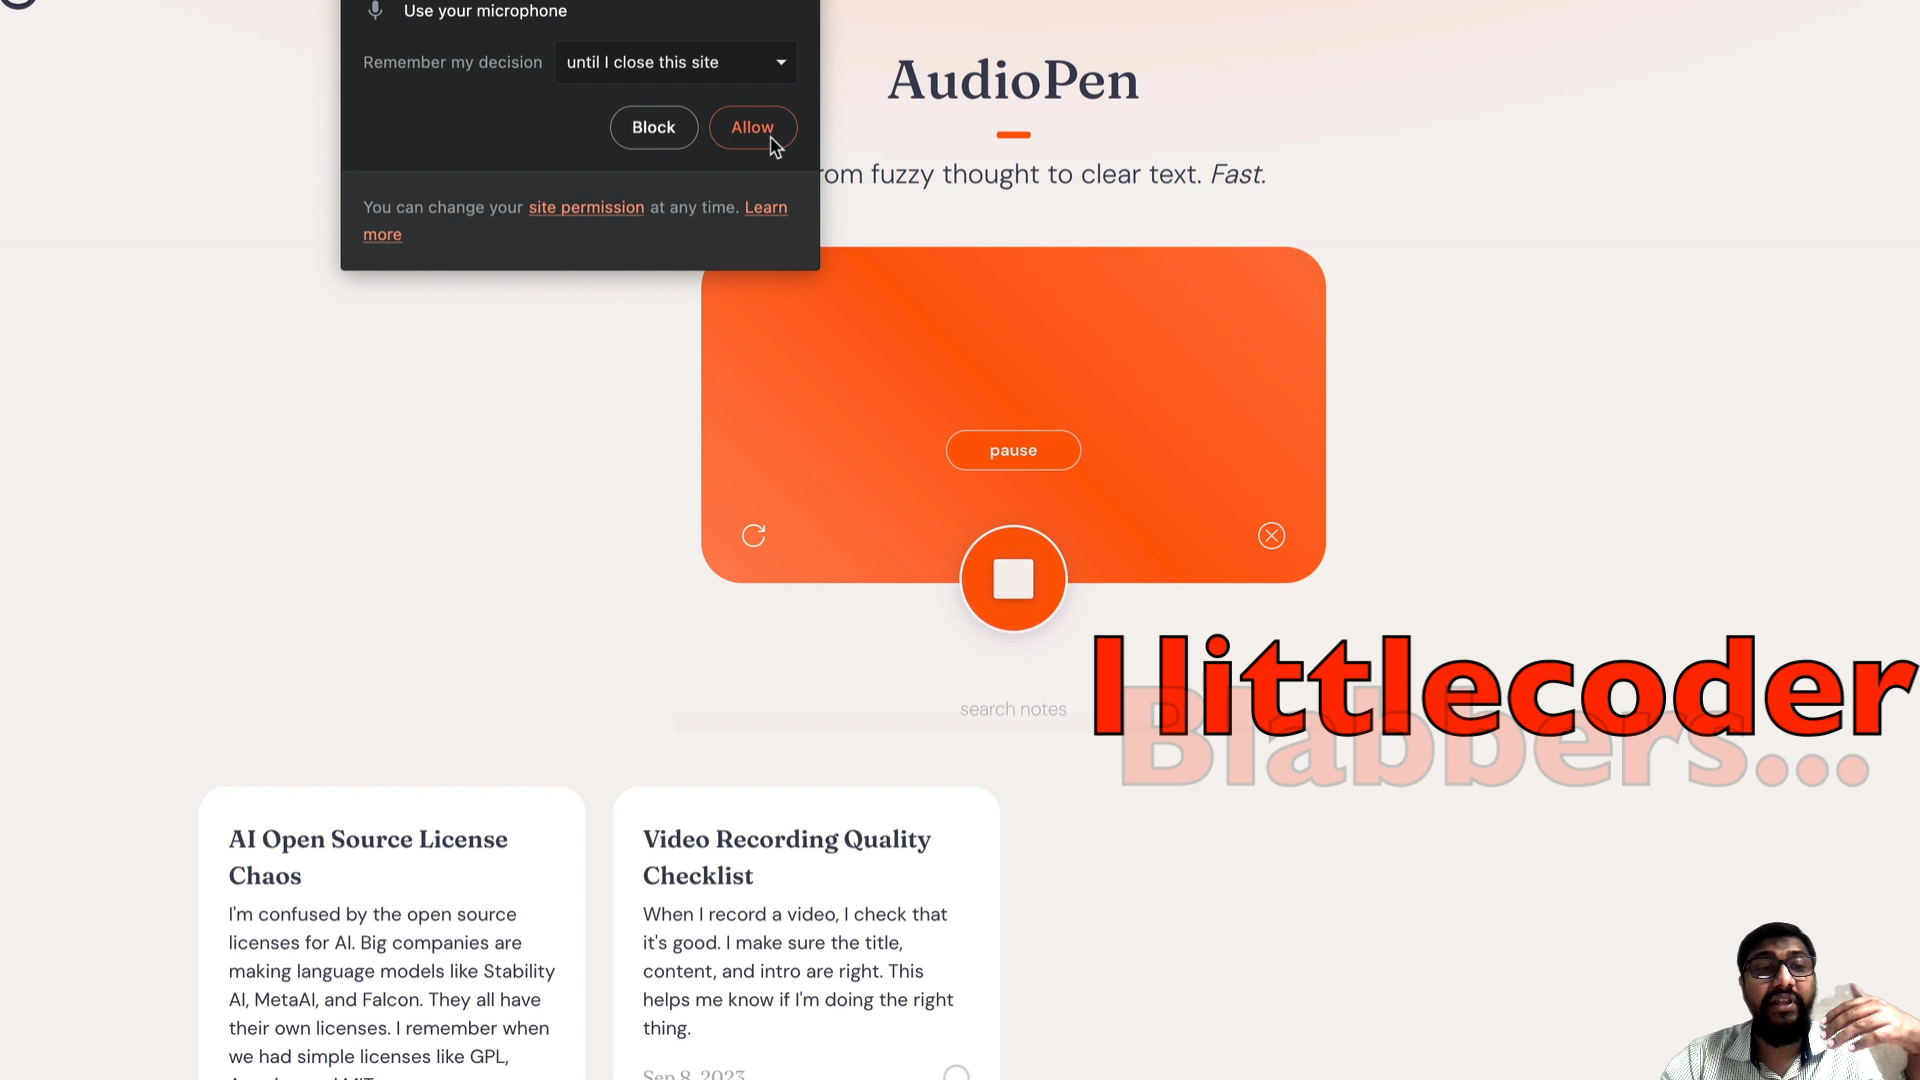 Use your microphone
Remember my decision
until I close this site
Block
Allow
You can change your site permission at any time. Learn
more
AudioPen
rom fuzzy thought to clear text. Fast.
pause
search notes
1littlecoder
Blabbers...
AI Open Source License
Chaos
I'm confused by the open source
licenses for AI. Big companies are
making language models like Stability
AI, MetaAI, and Falcon. They all have
their own licenses. I remember when
we had simple licenses like GPL,
Video Recording Quality
Checklist
When I record a video, I check that
it's good. I make sure the title,
content, and intro are right. This
helps me know if I'm doing the right
thing.
Sep 8, 2023